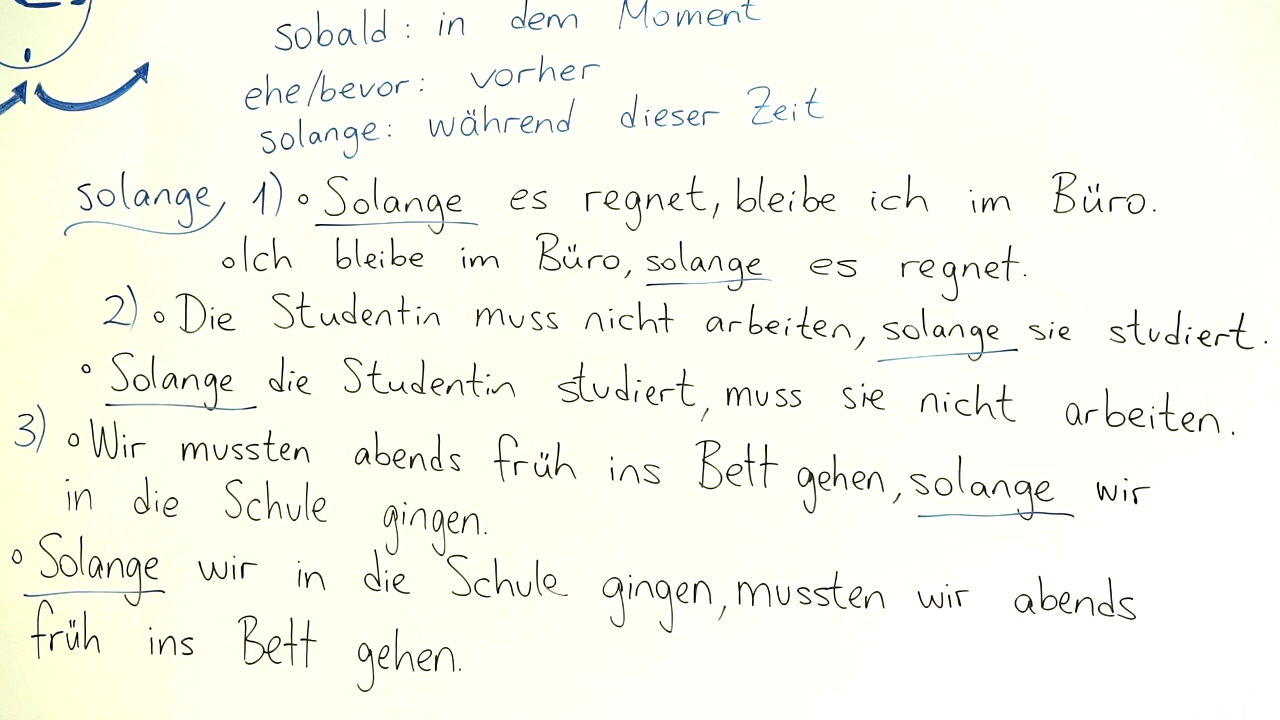 sobald: in dem Moment
ehe/bevor: vorher
solange: während dieser Zeit
solange, 1) Solange es regnet, bleibe ich im Büro.
Ich bleibe im Büro, solange es regnet.
2) Die Studentin muss nicht arbeiten, solange sie studiert.
Solange die Studentin studiert, muss sie nicht arbeiten.
3) Wir mussten abends früh ins Bett gehen, solange wir
in die Schule gingen.
Solange wir in die Schule gingen, mussten wir abends
früh ins Bett gehen.